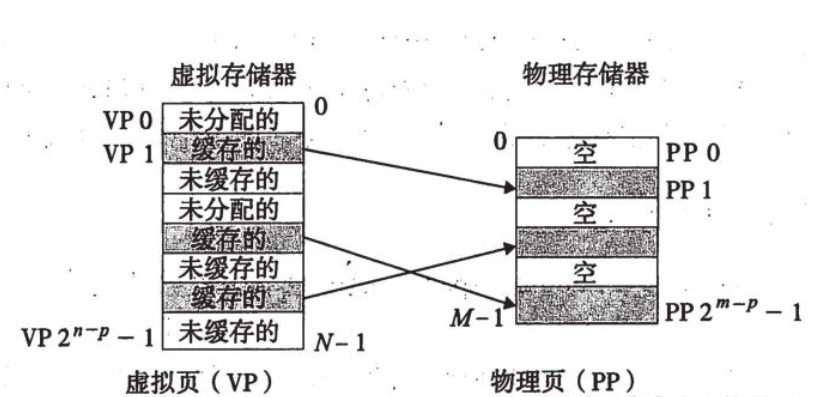 虚拟存储器
物理存储器
VP 0 未分配的 0
VP 1 缓存的
未缓存的
未分配的
缓存的
未缓存的
缓存的
VP 2ⁿ⁻ᵖ − 1 未缓存的 N−1
0 空 PP 0
PP 1
空
空
M−1 PP 2ᵐ⁻ᵖ − 1
虚拟页（VP）
物理页（PP）